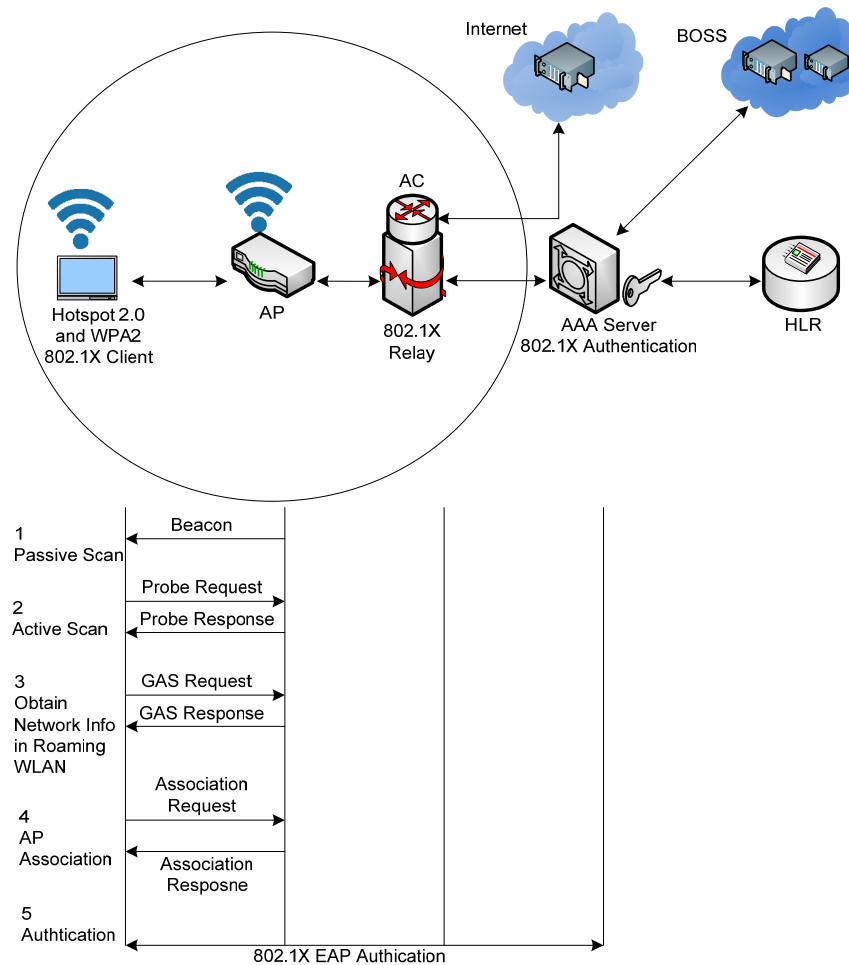 Internet
BOSS
AC
Hotspot 2.0
and WPA2
802.1X Client
AP
802.1X
Relay
AAA Server
802.1X Authentication
HLR
1
Passive Scan
Beacon
2
Active Scan
Probe Request
Probe Response
3
Obtain
Network Info
in Roaming
WLAN
GAS Request
GAS Response
4
AP
Association
Association
Request
Association
Resposne
5
Authtication
802.1X EAP Authication